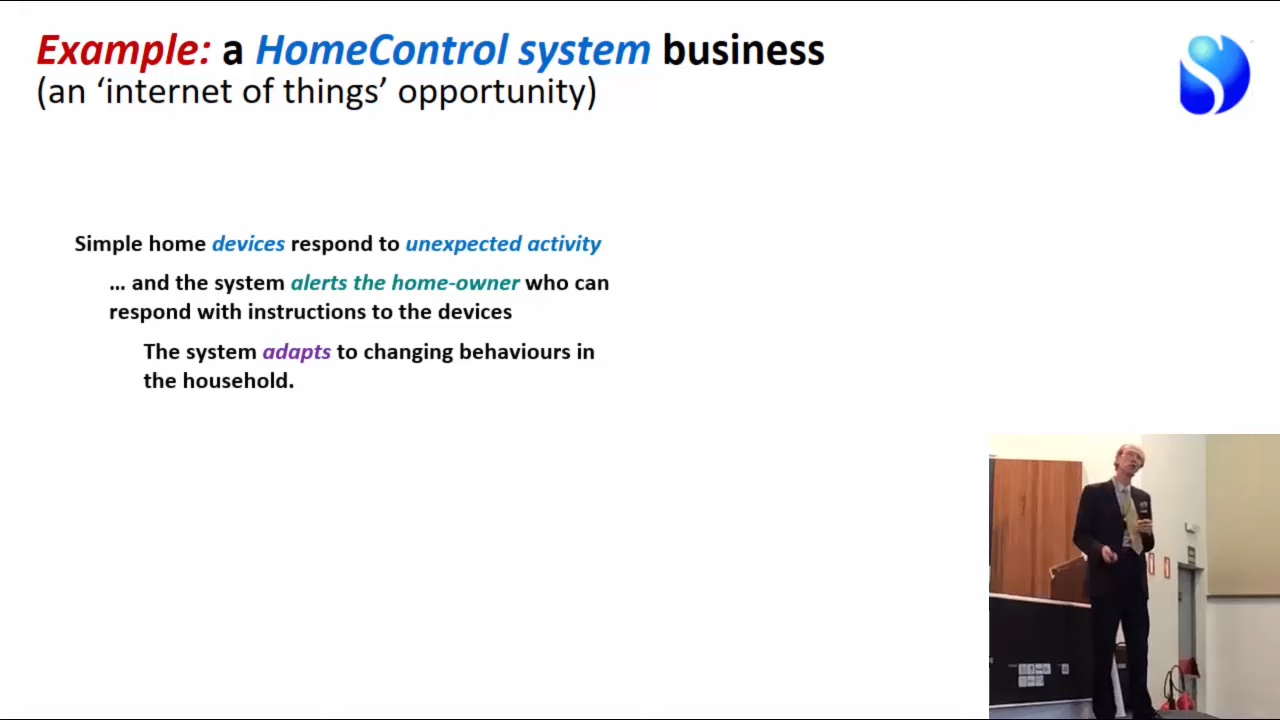 Example: a HomeControl system business
(an ‘internet of things’ opportunity)
Simple home devices respond to unexpected activity
… and the system alerts the home-owner who can
respond with instructions to the devices
The system adapts to changing behaviours in
the household.